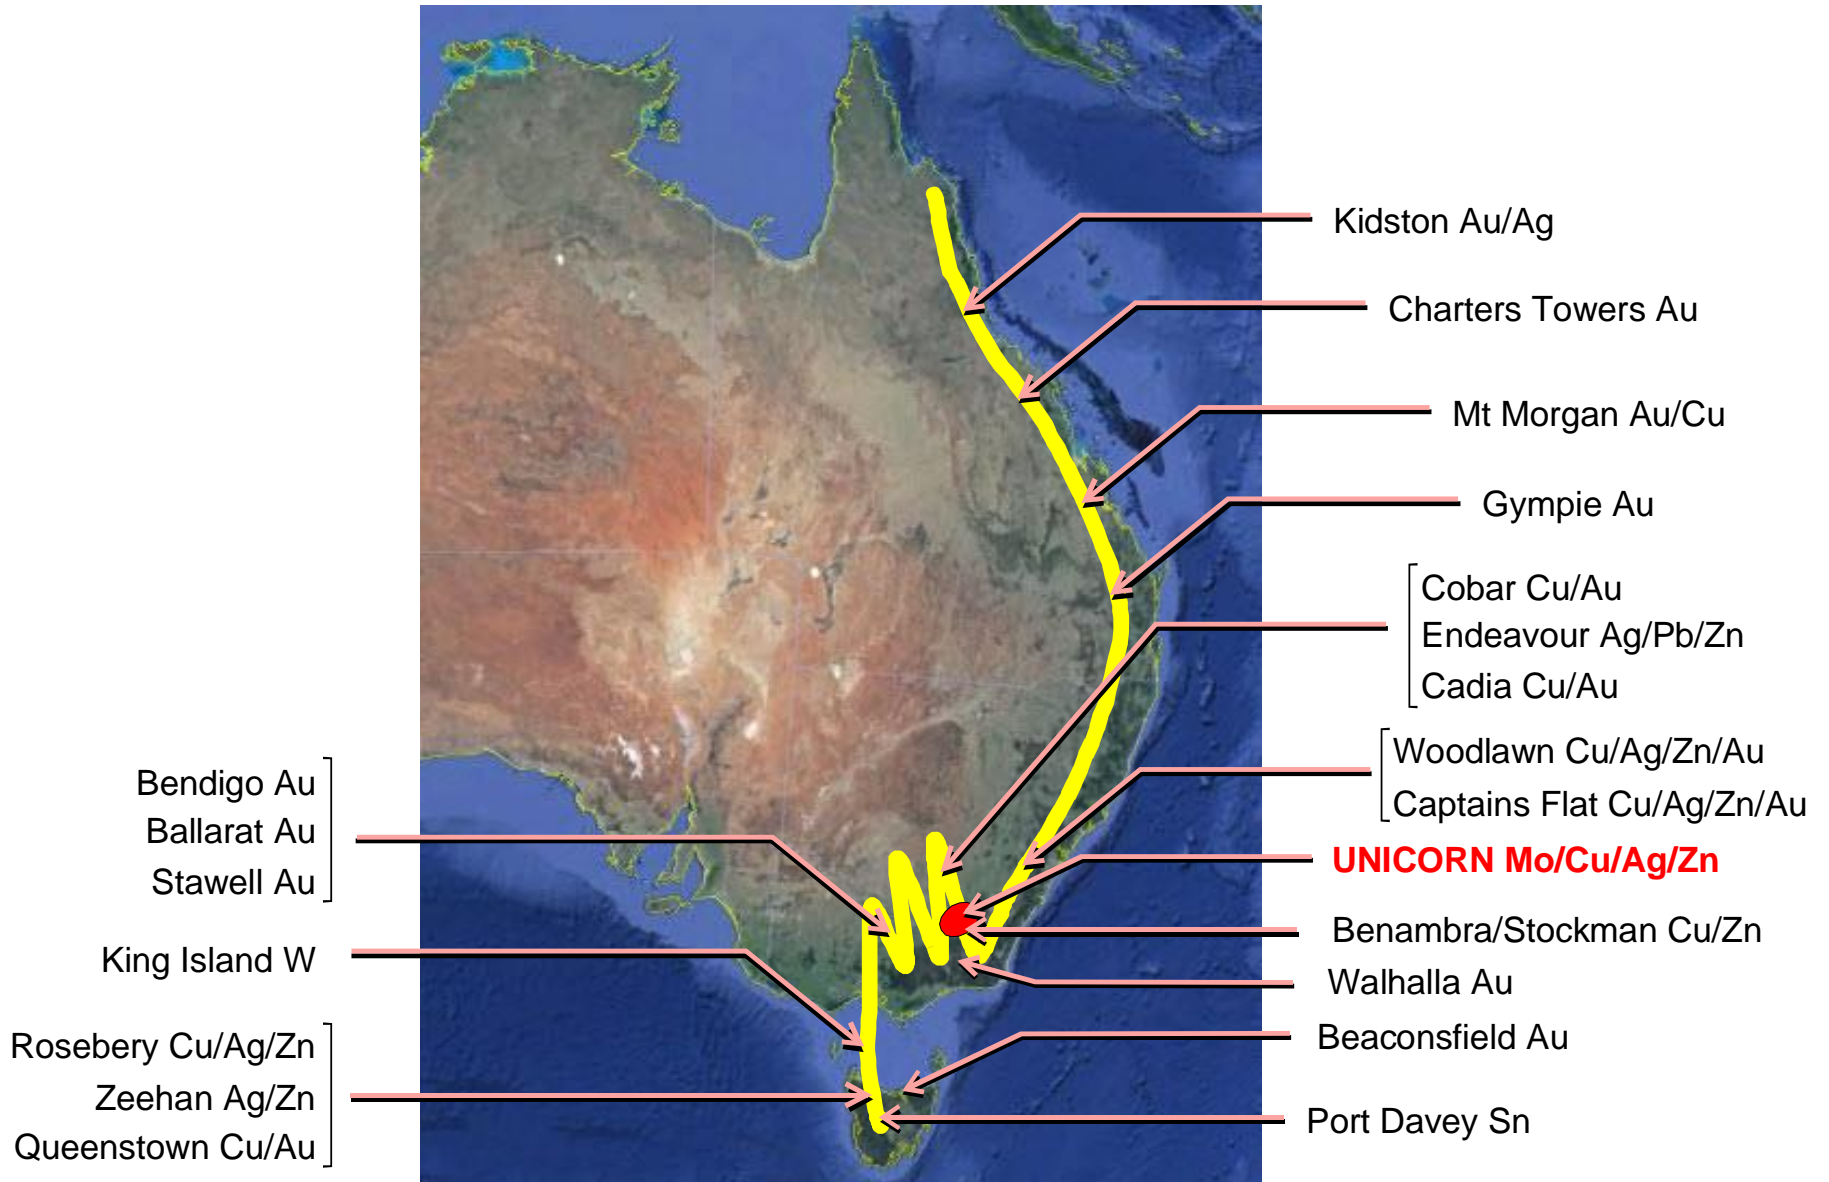 Kidston Au/Ag
Charters Towers Au
Mt Morgan Au/Cu
Gympie Au
Cobar Cu/Au
Endeavour Ag/Pb/Zn
Cadia Cu/Au
Woodlawn Cu/Ag/Zn/Au
Captains Flat Cu/Ag/Zn/Au
UNICORN Mo/Cu/Ag/Zn
Benambra/Stockman Cu/Zn
Walhalla Au
Beaconsfield Au
Port Davey Sn
Bendigo Au
Ballarat Au
Stawell Au
King Island W
Rosebery Cu/Ag/Zn
Zeehan Ag/Zn
Queenstown Cu/Au